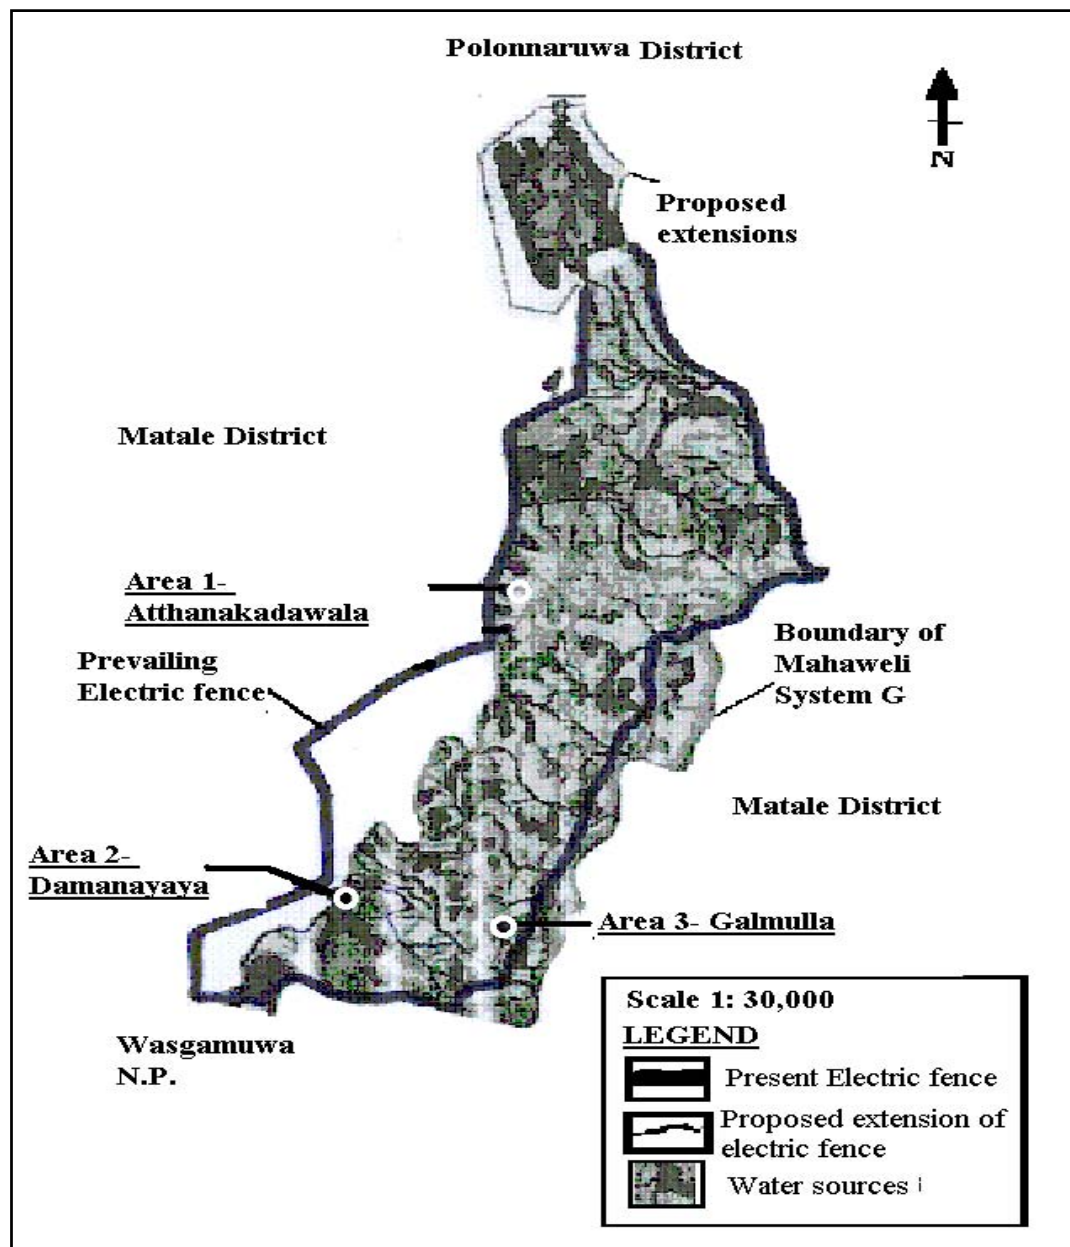 Polonnaruwa District
N
Proposed
extensions
Matale District
Area 1-
Atthanakadawala
Prevailing
Electric fence
Boundary of
Mahaweli
System G
Matale District
Area 2-
Damanayaya
Area 3- Galmulla
Wasgamuwa
N.P.
Scale 1: 30,000
LEGEND
Present Electric fence
Proposed extension of
electric fence
Water sources